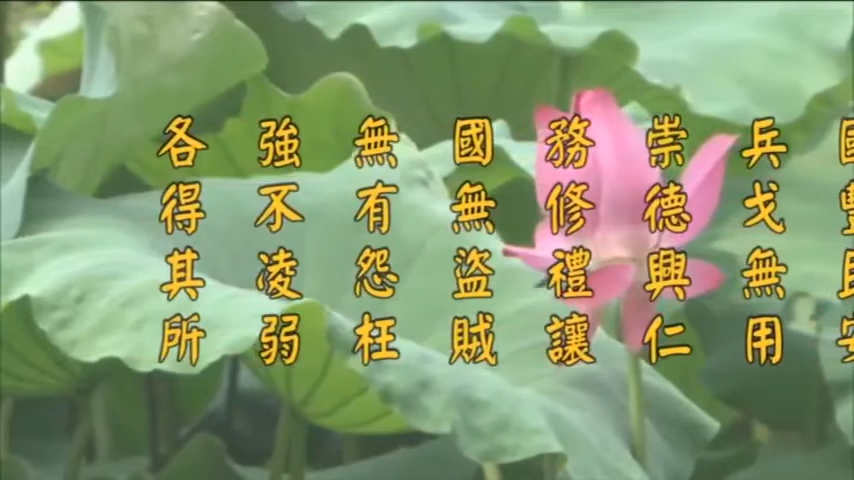 兵戈無用
崇德興仁
務修禮讓
國無盜賊
無有怨枉
強不凌弱
各得其所